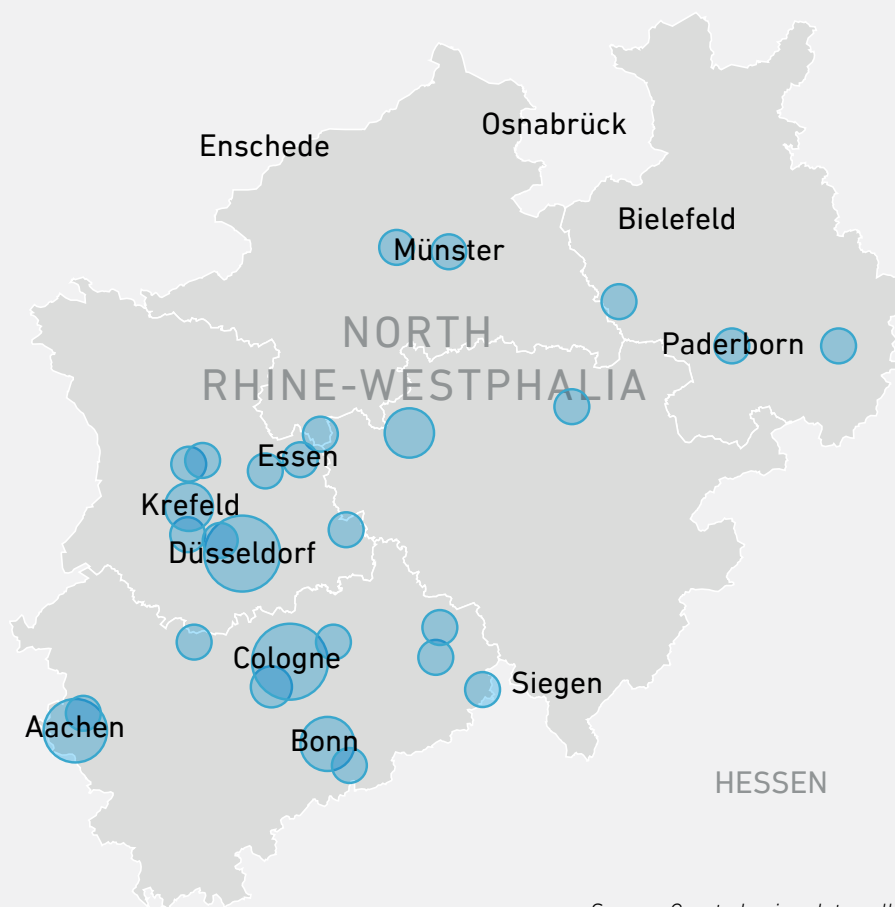 Osnabrück
Enschede
Bielefeld
Münster
NORTH
RHINE-WESTPHALIA
Paderborn
Essen
Krefeld
Düsseldorf
Cologne
Siegen
Aachen
Bonn
HESSEN